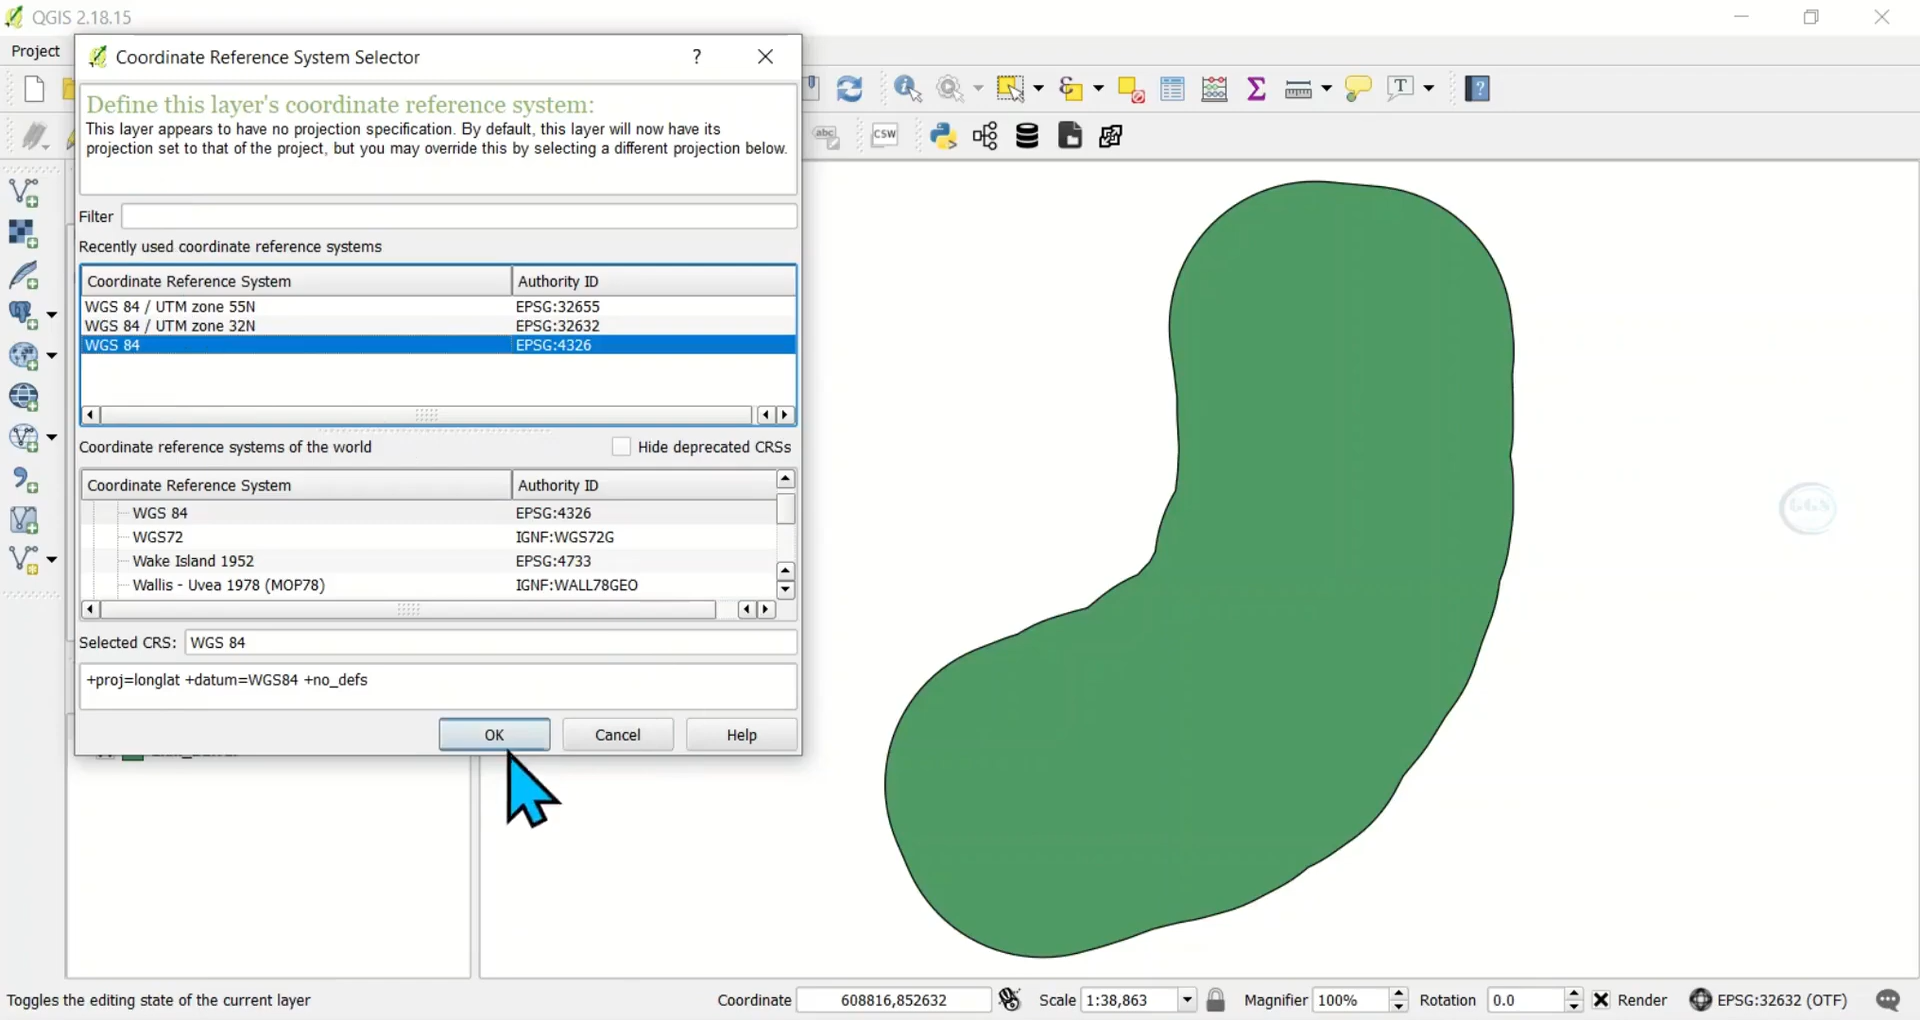 QGIS 2.18.15
Project
Coordinate Reference System Selector
?
Define this layer's coordinate reference system:
This layer appears to have no projection specification. By default, this layer will now have its
projection set to that of the project, but you may override this by selecting a different projection below.
Filter
Recently used coordinate reference systems
Coordinate Reference System Authority ID
WGS 84 / UTM zone 55N EPSG:32655
WGS 84 / UTM zone 32N EPSG:32632
WGS 84 EPSG:4326
Coordinate reference systems of the world Hide deprecated CRSs
Coordinate Reference System Authority ID
WGS 84 EPSG:4326
WGS72 IGNF:WGS72G
Wake Island 1952 EPSG:4733
Wallis - Uvea 1978 (MOP78) IGNF:WALL78GEO
Selected CRS: WGS 84
+proj=longlat +datum=WGS84 +no_defs
OK Cancel Help
abc
CSW
T
?
GGS
Toggles the editing state of the current layer
Coordinate 608816,852632 Scale 1:38,863 Magnifier 100% Rotation 0.0 Render EPSG:32632 (OTF)